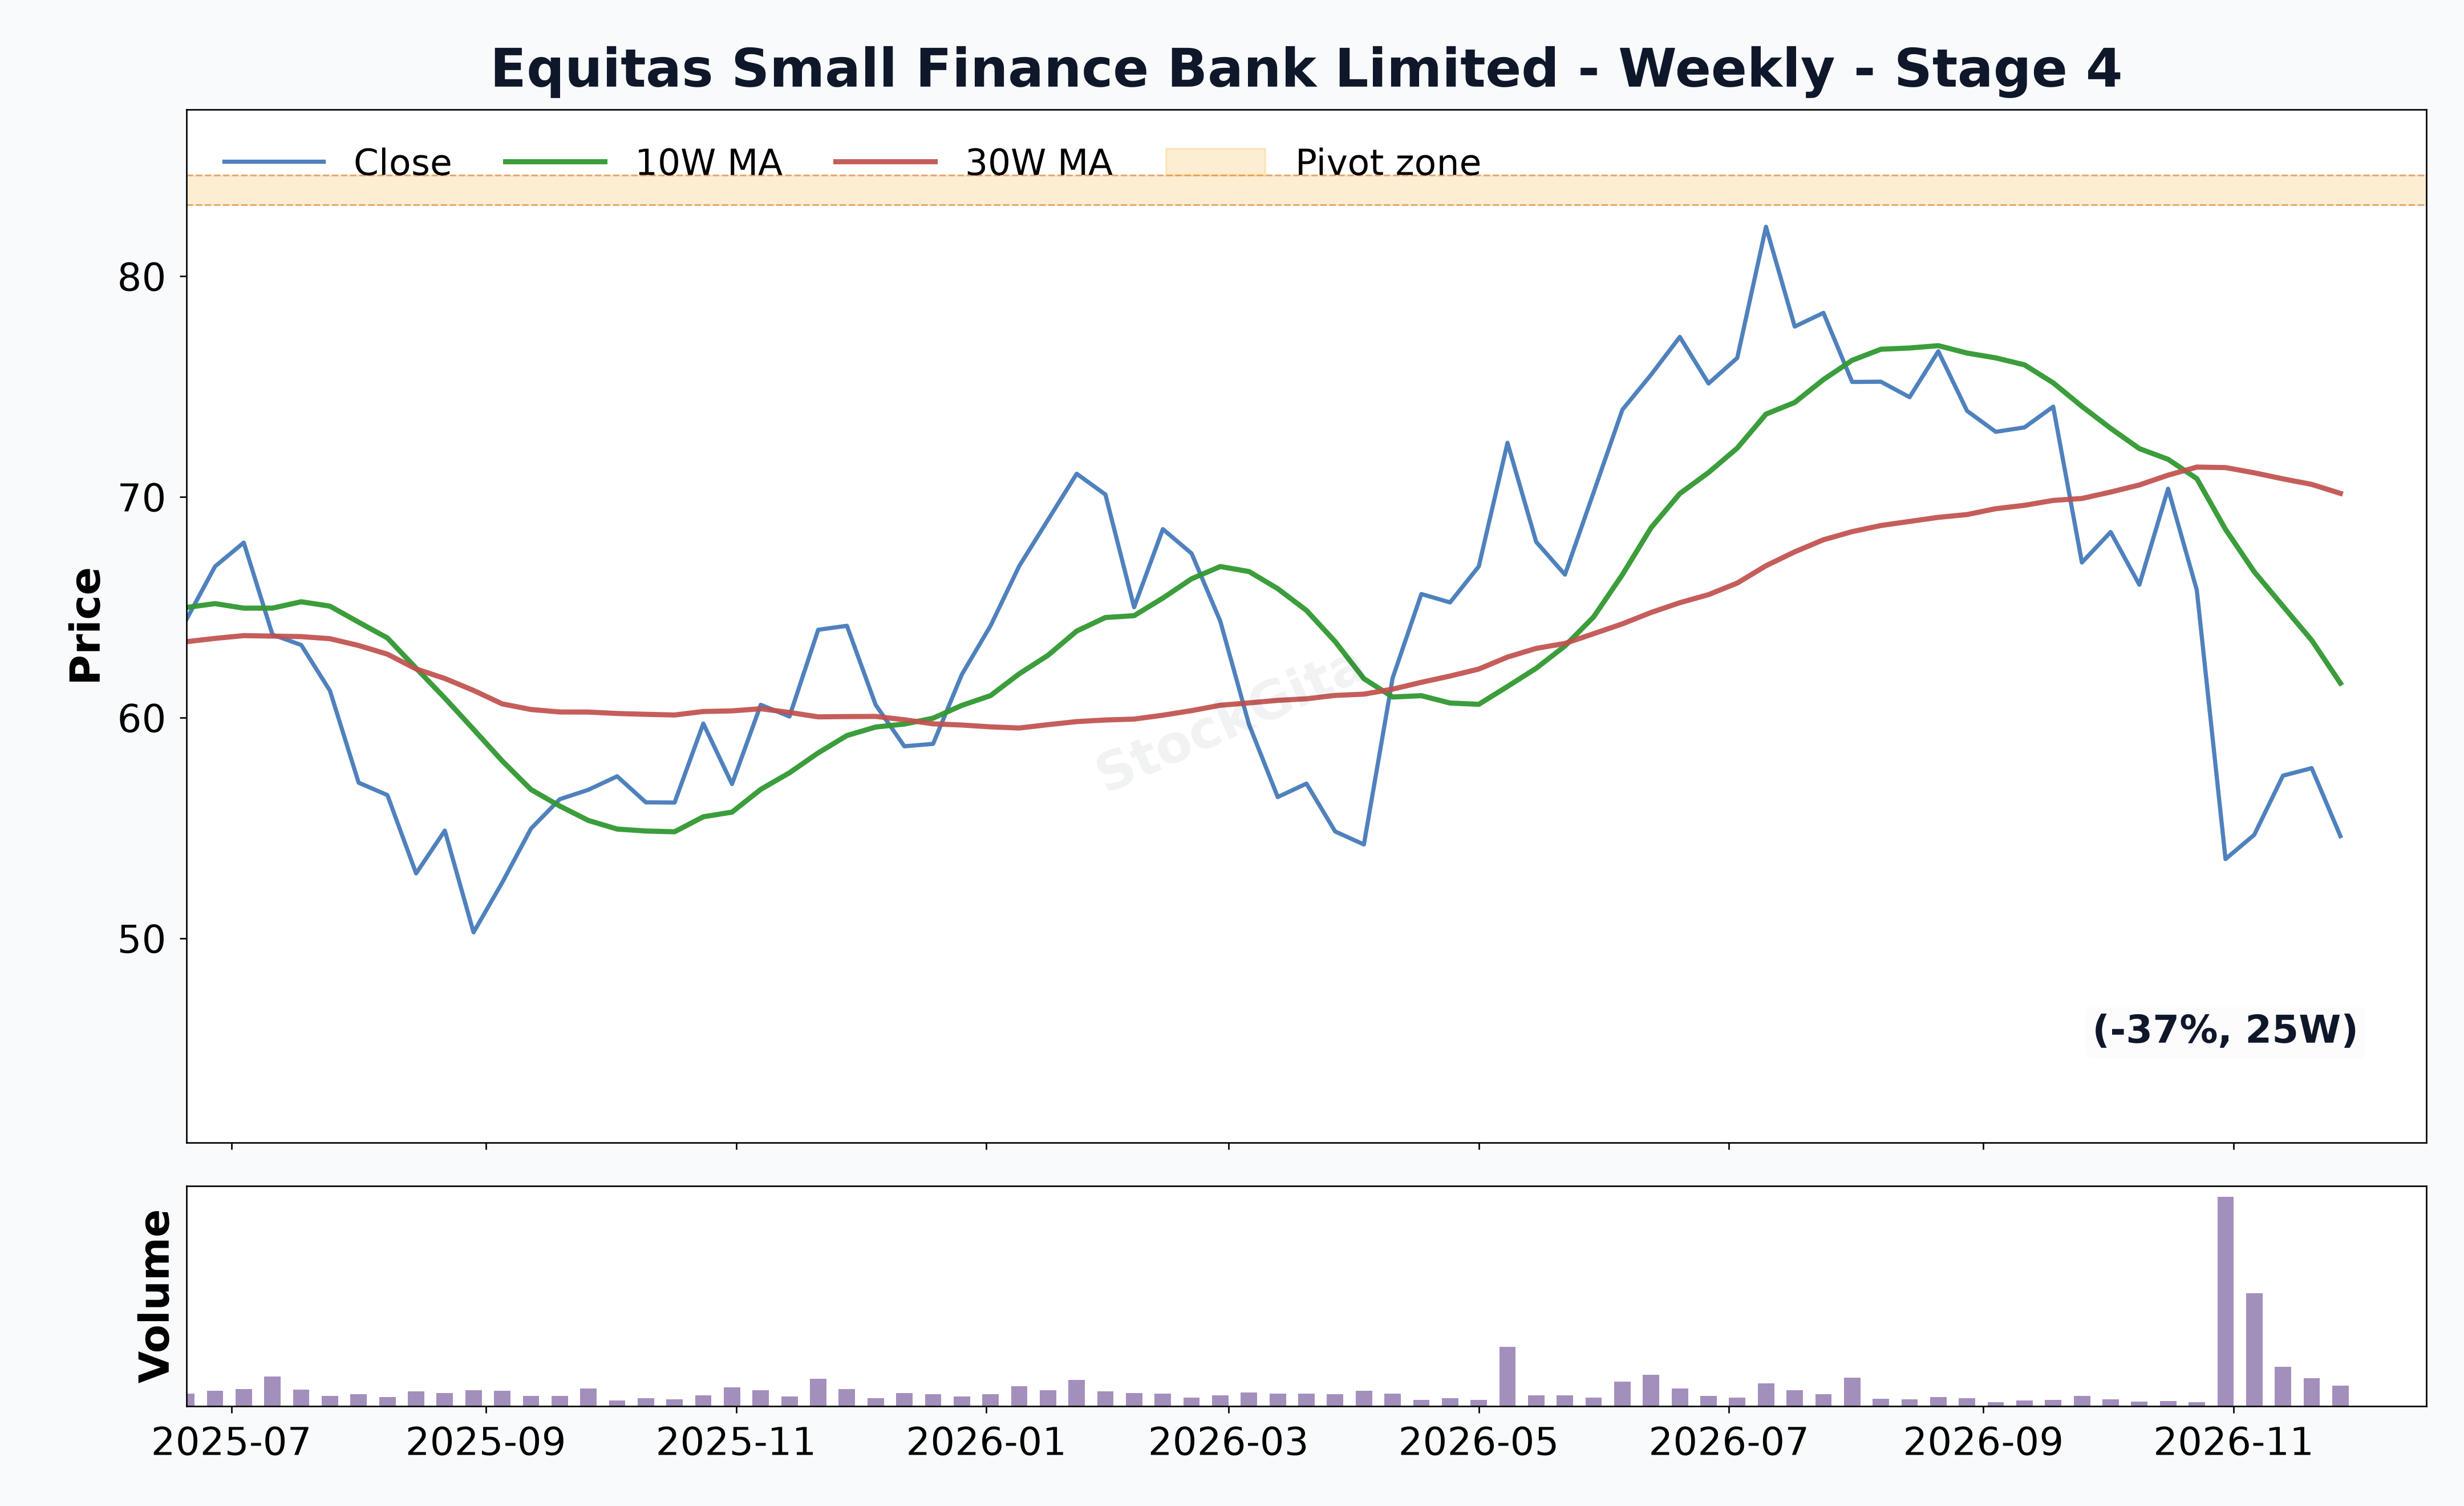 Equitas Small Finance Bank Limited - Weekly - Stage 4
Close 10W MA 30W MA Pivot zone
80
70
60
50
Price
StockGita
(-37%, 25W)
Volume
2025-07 2025-09 2025-11 2026-01 2026-03 2026-05 2026-07 2026-09 2026-11